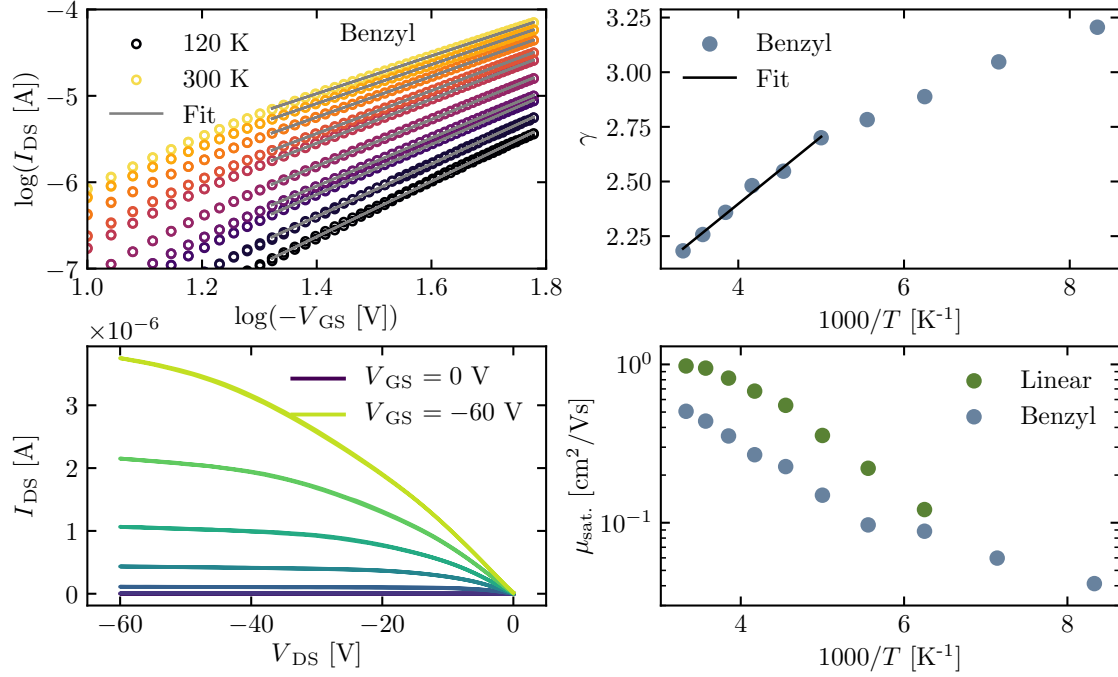 −4
−5
−6
−7
log(I_DS [A])
Benzyl
120 K
300 K
Fit
1.0 1.2 1.4 1.6 1.8
log(−V_GS [V])
3.25
3.00
2.75
2.50
2.25
γ
Benzyl
Fit
4 6 8
1000/T [K⁻¹]
×10⁻⁶
3
2
1
0
I_DS [A]
V_GS = 0 V
V_GS = −60 V
−60 −40 −20 0
V_DS [V]
10⁰
10⁻¹
μ_sat. [cm²/Vs]
Linear
Benzyl
4 6 8
1000/T [K⁻¹]